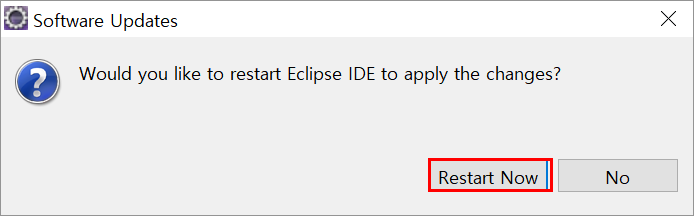 Software Updates
Would you like to restart Eclipse IDE to apply the changes?
Restart Now
No